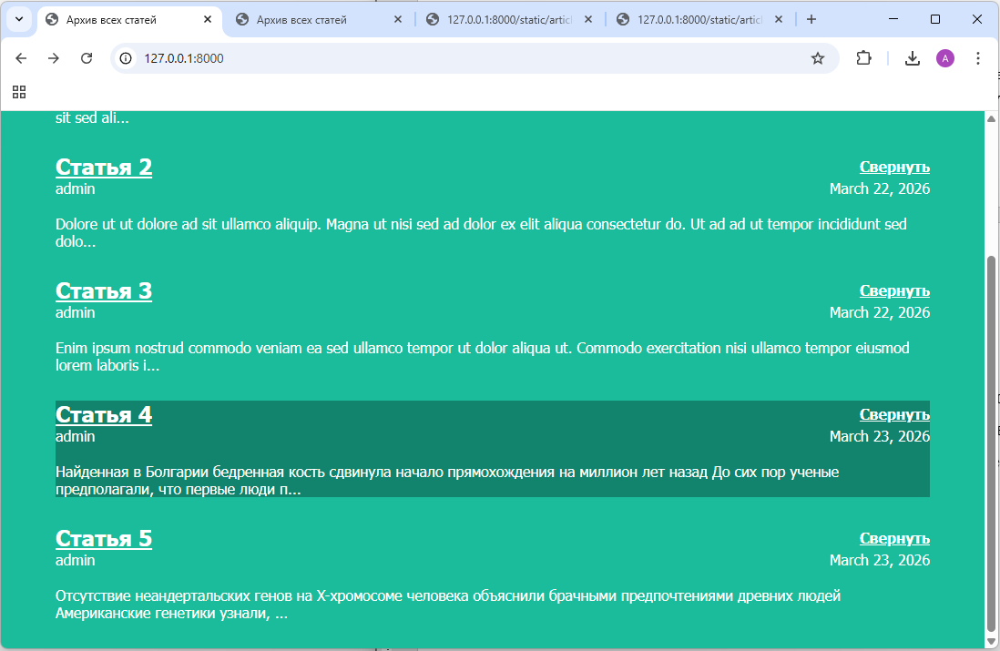 Архив всех статей
Архив всех статей
127.0.0.1:8000/static/artic
127.0.0.1:8000/static/artic
127.0.0.1:8000
A
sit sed ali...
Статья 2
Свернуть
admin
March 22, 2026
Dolore ut ut dolore ad sit ullamco aliquip. Magna ut nisi sed ad dolor ex elit aliqua consectetur do. Ut ad ad ut tempor incididunt sed
dolo...
Статья 3
Свернуть
admin
March 22, 2026
Enim ipsum nostrud commodo veniam ea sed ullamco tempor ut dolor aliqua ut. Commodo exercitation nisi ullamco tempor eiusmod
lorem laboris i...
Статья 4
Свернуть
admin
March 23, 2026
Найденная в Болгарии бедренная кость сдвинула начало прямохождения на миллион лет назад До сих пор ученые
предполагали, что первые люди п...
Статья 5
Свернуть
admin
March 23, 2026
Отсутствие неандертальских генов на Х-хромосоме человека объяснили брачными предпочтениями древних людей
Американские генетики узнали, ...